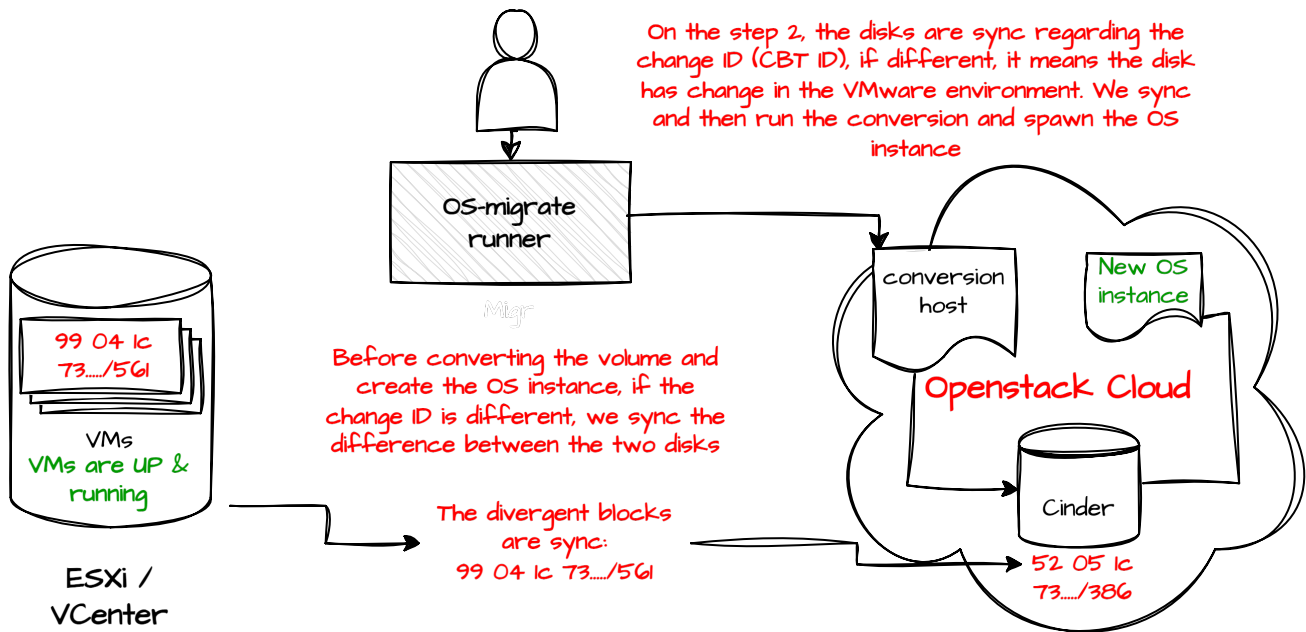 On the step 2, the disks are sync regarding the
change ID (CBT ID), if different, it means the disk
has change in the VMware environment. We sync
and then run the conversion and spawn the OS
instance
OS-migrate
runner
Migr
conversion
host
New OS
instance
99 04 1c
73...../561
VMs
VMs are UP &
running
Before converting the volume and
create the OS instance, if the
change ID is different, we sync the
difference between the two disks
Openstack Cloud
Cinder
The divergent blocks
are sync:
99 04 1c 73...../561
52 05 1c
73...../386
ESXi /
VCenter